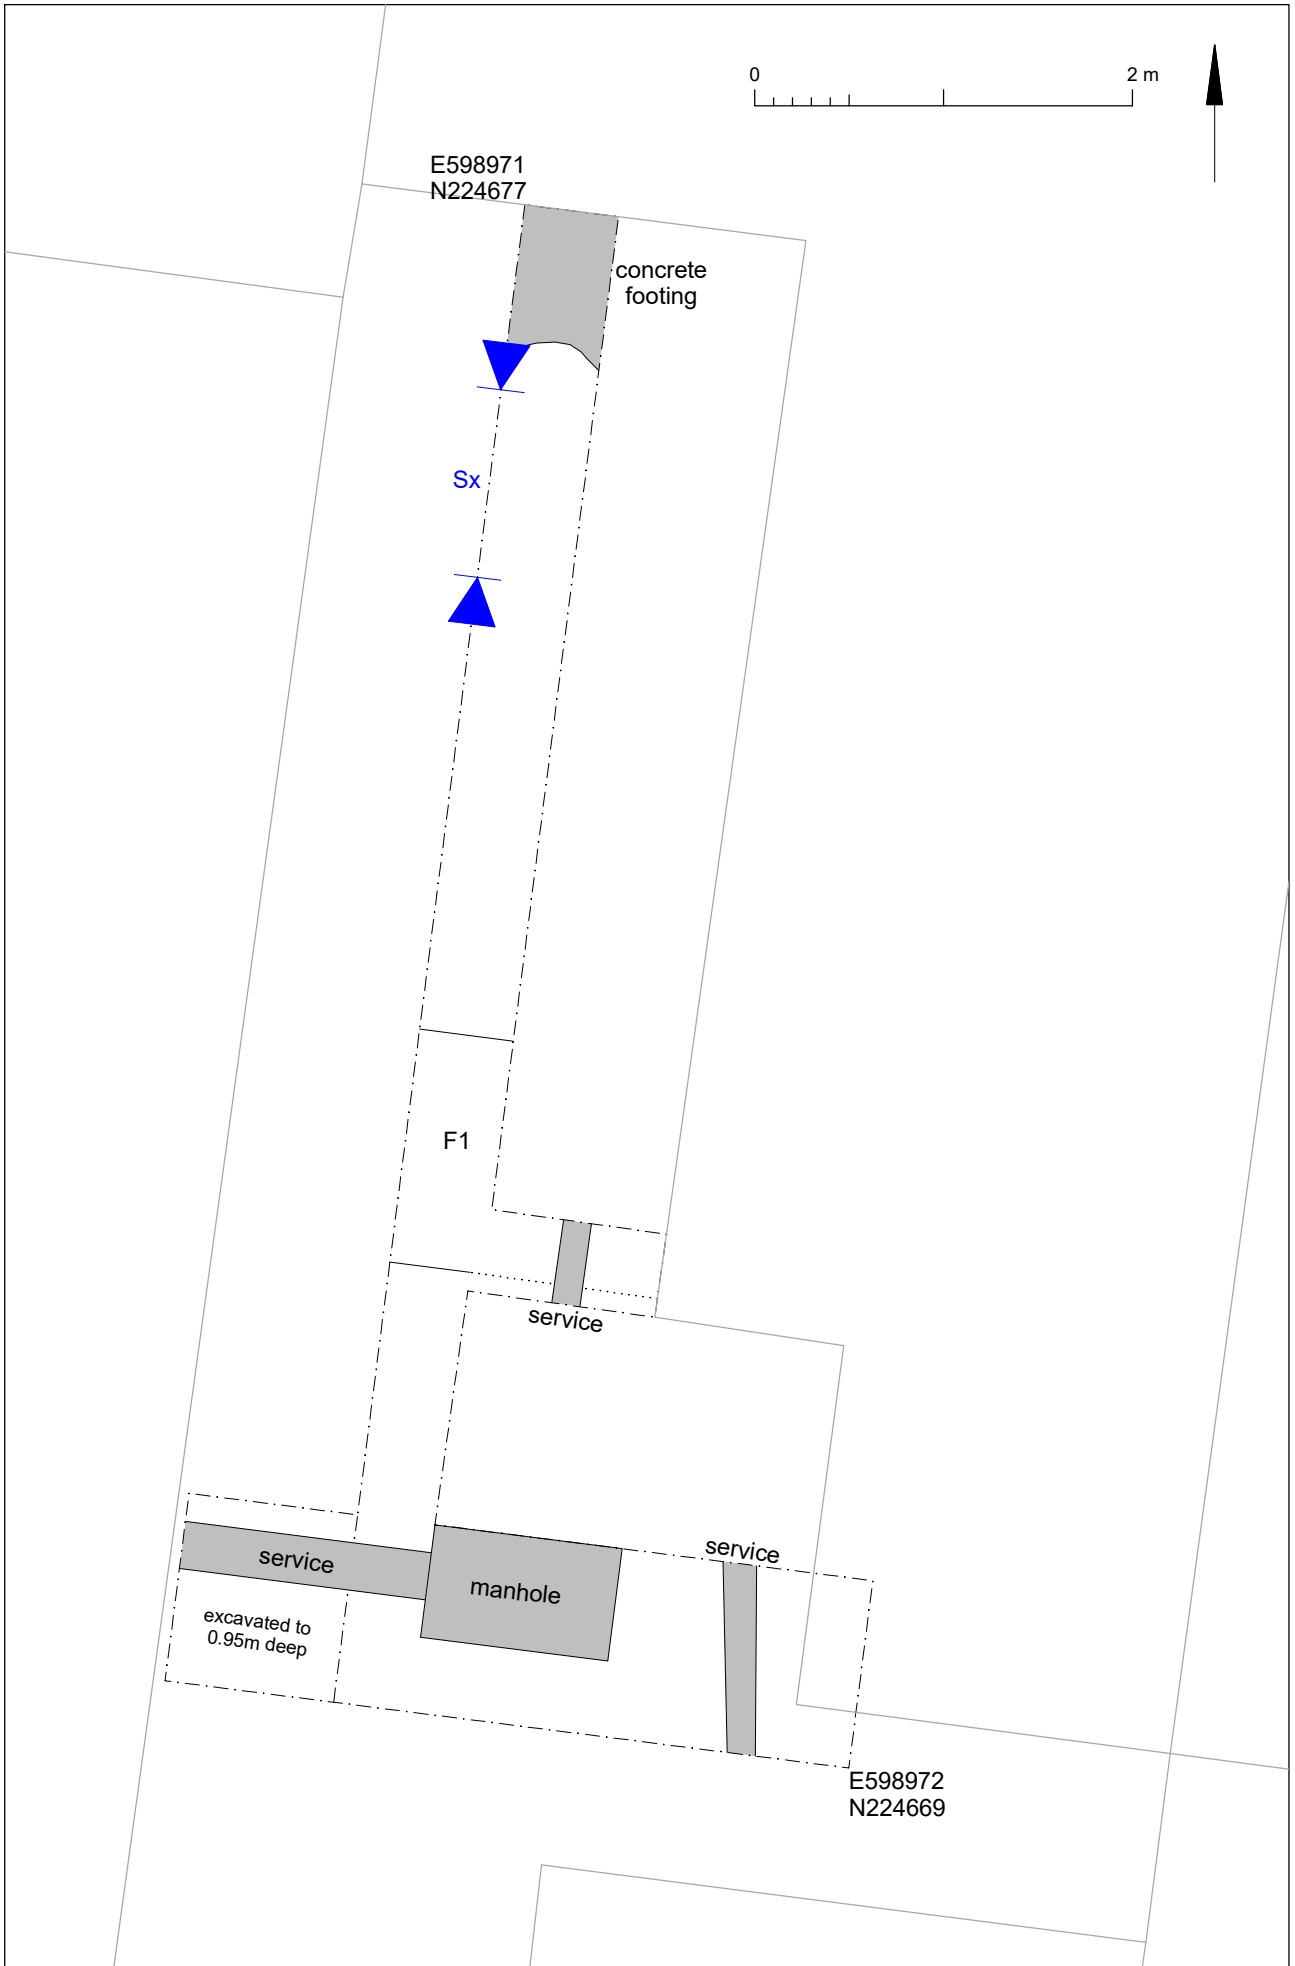 0 2 m
E598971
N224677
concrete
footing
Sx
F1
service
service
service
manhole
excavated to
0.95m deep
E598972
N224669